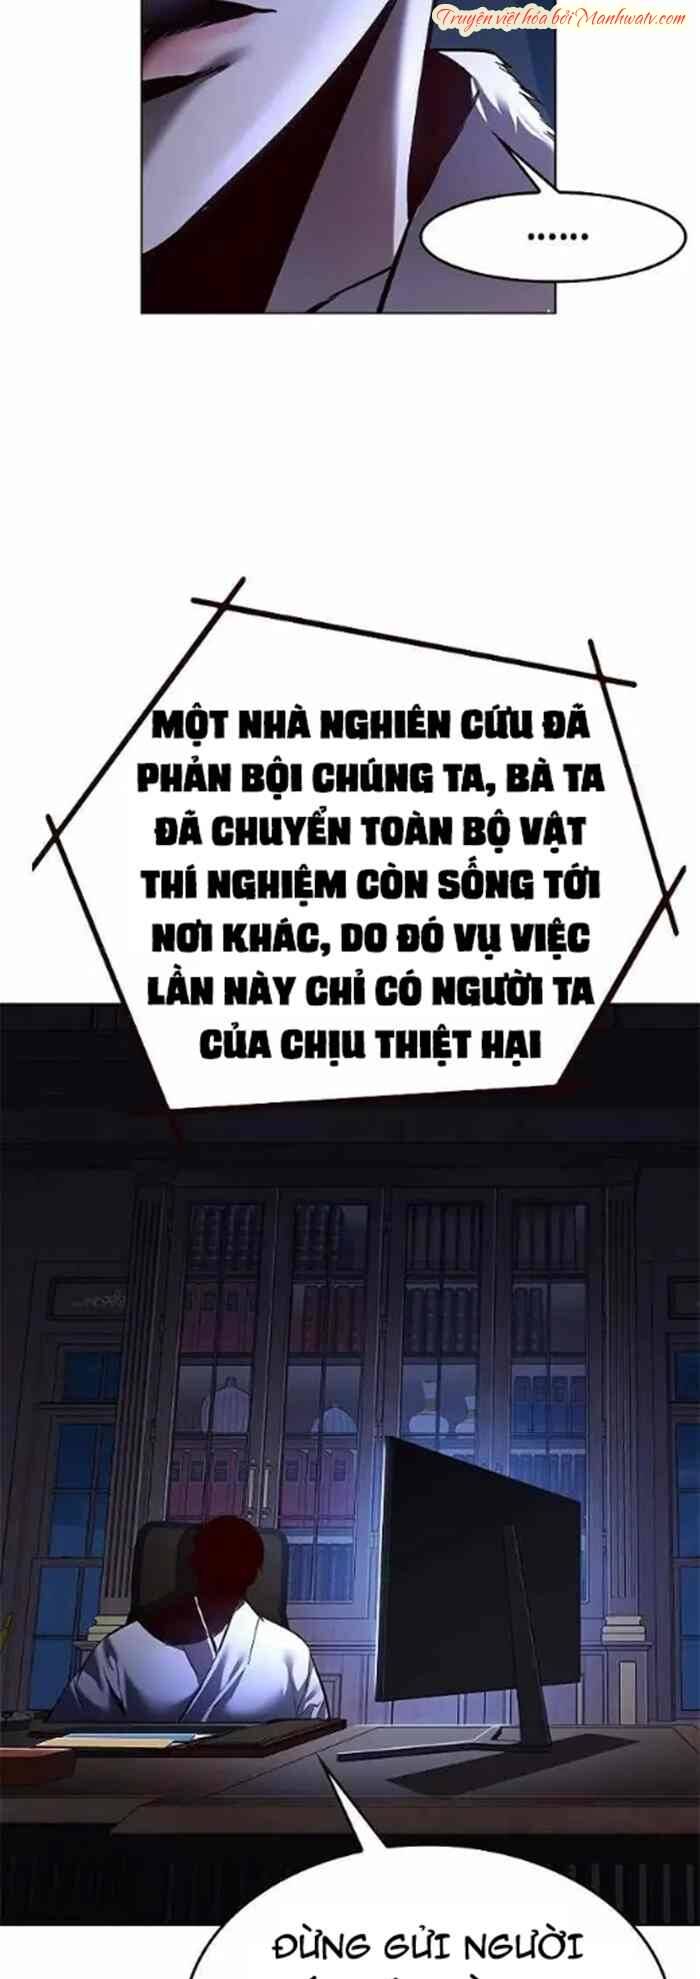 Truyện việt hóa bởi Manhwatv.com
......
MỘT NHÀ NGHIÊN CỨU ĐÃ
PHẢN BỘI CHÚNG TA, BÀ TA
ĐÃ CHUYỂN TOÀN BỘ VẬT
THÍ NGHIỆM CÒN SỐNG TỚI
NƠI KHÁC, DO ĐÓ VỤ VIỆC
LẦN NÀY CHỈ CÓ NGƯỜI TA
CỦA CHỊU THIỆT HẠI
ĐỪNG GỬI NGƯỜI